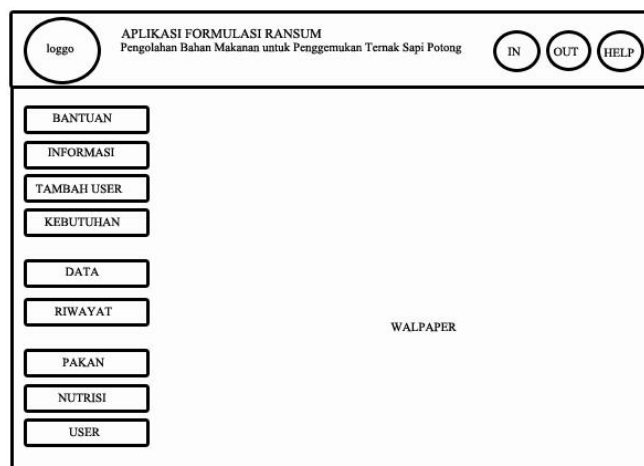 loggo
APLIKASI FORMULASI RANSUM
Pengolahan Bahan Makanan untuk Penggemukan Ternak Sapi Potong
IN
OUT
HELP
BANTUAN
INFORMASI
TAMBAH USER
KEBUTUHAN
DATA
RIWAYAT
WALPAPER
PAKAN
NUTRISI
USER